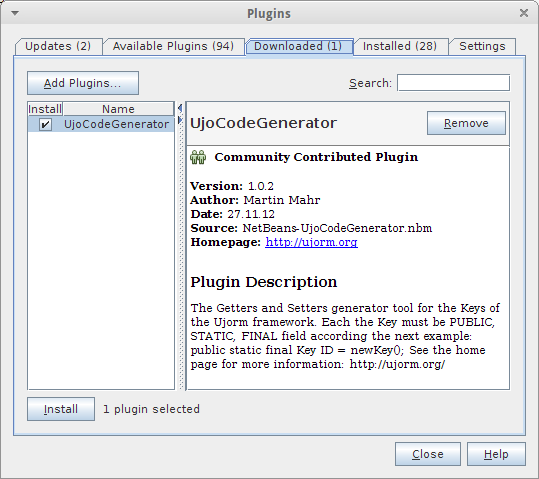 Plugins
Updates (2) Available Plugins (94) Downloaded (1) Installed (28) Settings
Add Plugins... Search:
Install Name
UjoCodeGenerator
UjoCodeGenerator Remove
Community Contributed Plugin
Version: 1.0.2
Author: Martin Mahr
Date: 27.11.12
Source: NetBeans-UjoCodeGenerator.nbm
Homepage: http://ujorm.org
Plugin Description
The Getters and Setters generator tool for the Keys of
the Ujorm framework. Each the Key must be PUBLIC,
STATIC, FINAL field according the next example:
public static final Key ID = newKey(); See the home
page for more information: http://ujorm.org/
Install 1 plugin selected
Close Help